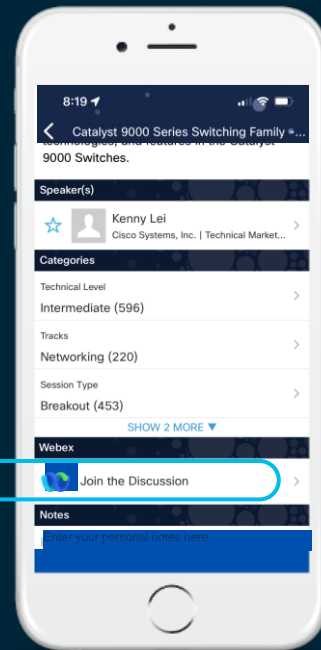 8:19
Catalyst 9000 Series Switching Family =...
technologies, and features in the Catalyst
9000 Switches.
Speaker(s)
Kenny Lei
Cisco Systems, Inc. | Technical Market...
Categories
Technical Level
Intermediate (596)
Tracks
Networking (220)
Session Type
Breakout (453)
SHOW 2 MORE ▼
Webex
Join the Discussion
Notes
Enter your personal notes here